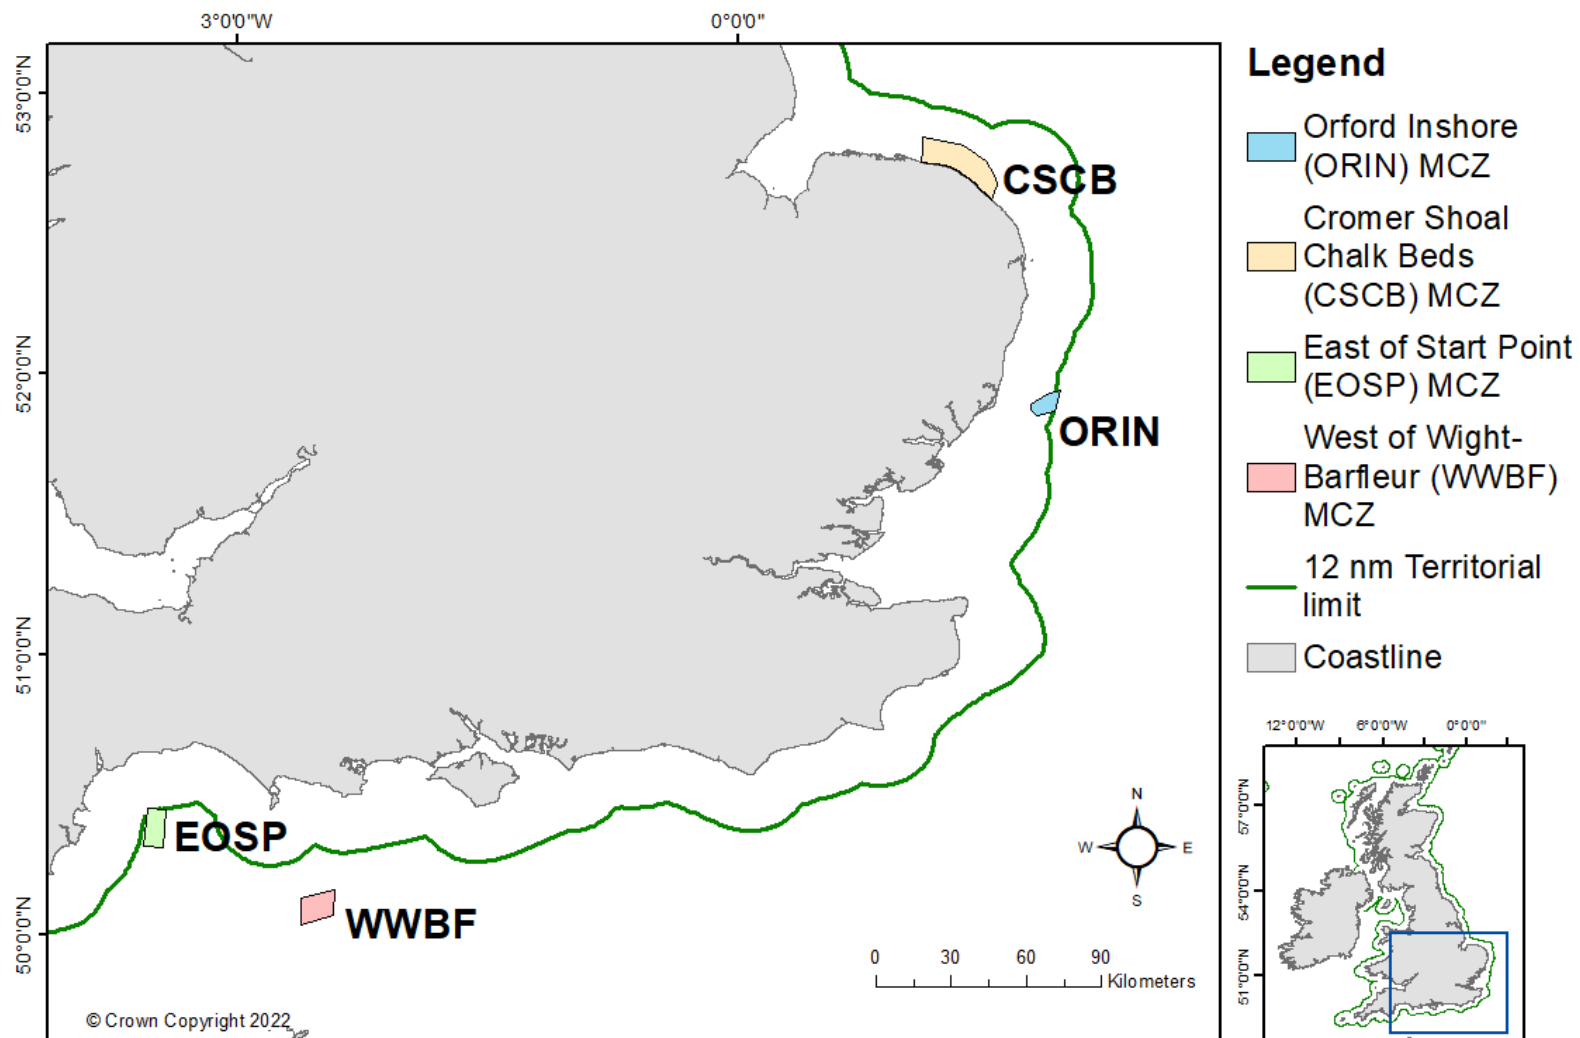 3°0'0"W
0°0'0"
53°0'0"N
52°0'0"N
51°0'0"N
50°0'0"N
CSCB
ORIN
EOSP
WWBF
N
W
E
S
0
30
60
90
Kilometers
© Crown Copyright 2022
Legend
Orford Inshore
(ORIN) MCZ
Cromer Shoal
Chalk Beds
(CSCB) MCZ
East of Start Point
(EOSP) MCZ
West of Wight-
Barfleur (WWBF)
MCZ
12 nm Territorial
limit
Coastline
12°0'0"W
6°0'0"W
0°0'0"
57°0'0"N
54°0'0"N
51°0'0"N